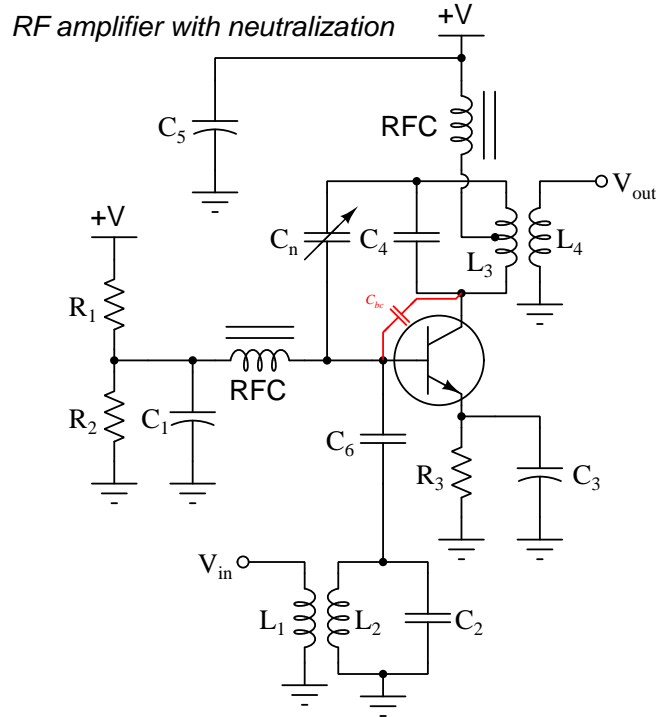 RF amplifier with neutralization
+V
C5
RFC
Vout
+V
Cn
C4
L3
L4
R1
Cbc
RFC
R2
C1
C6
R3
C3
Vin
L1
L2
C2